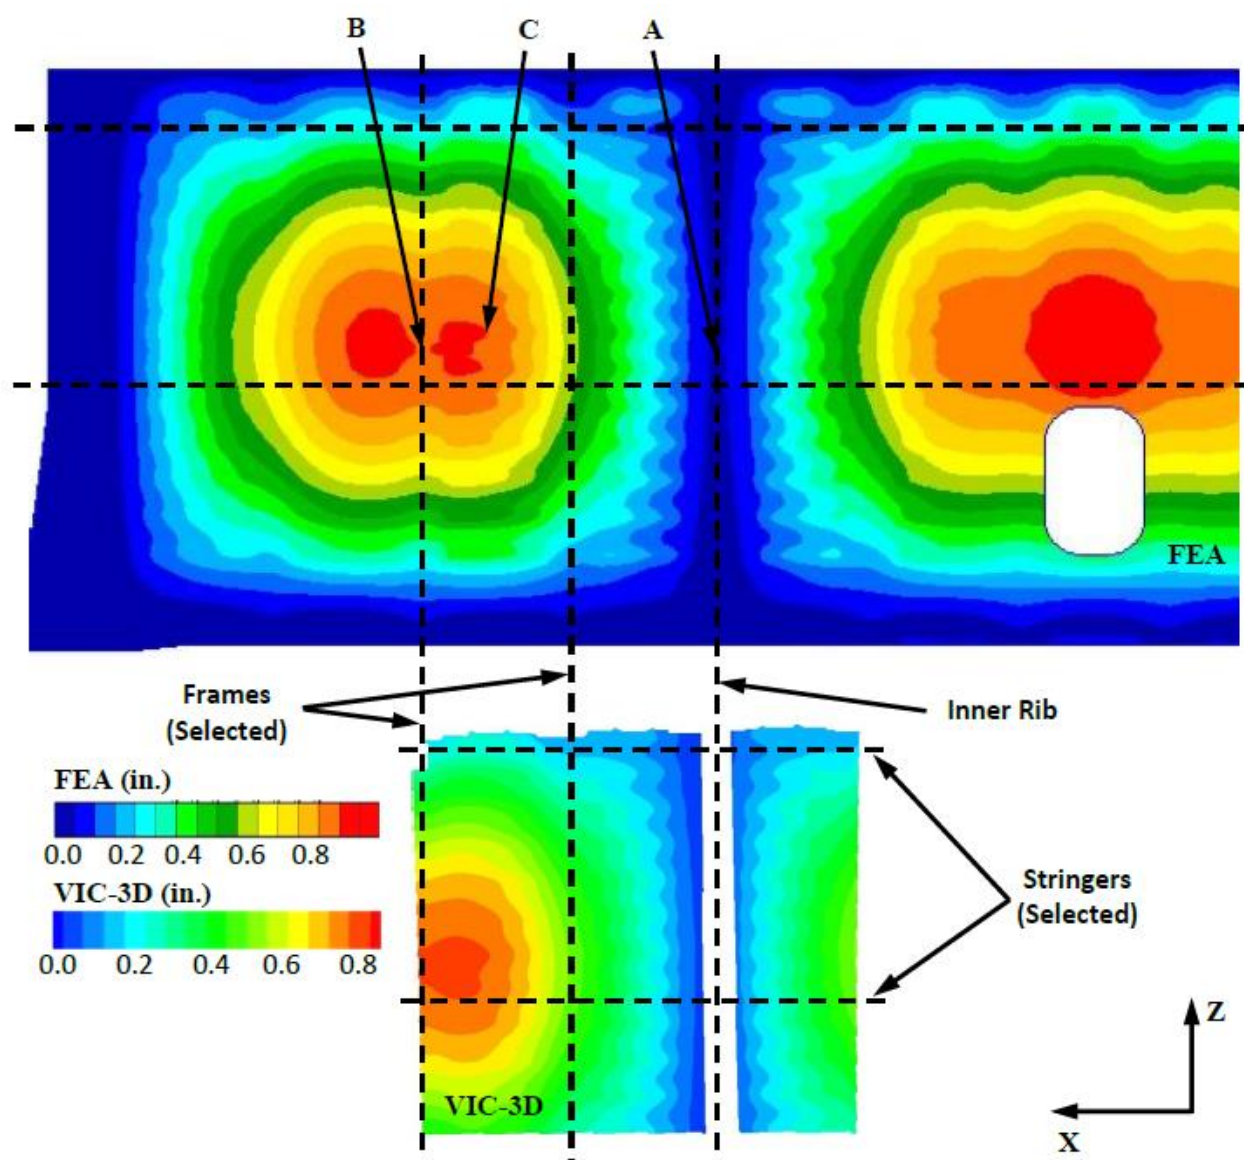 B
C
A
FEA
Frames
(Selected)
Inner Rib
FEA (in.)
0.0 0.2 0.4 0.6 0.8
VIC-3D (in.)
0.0 0.2 0.4 0.6 0.8
Stringers
(Selected)
VIC-3D
Z
X